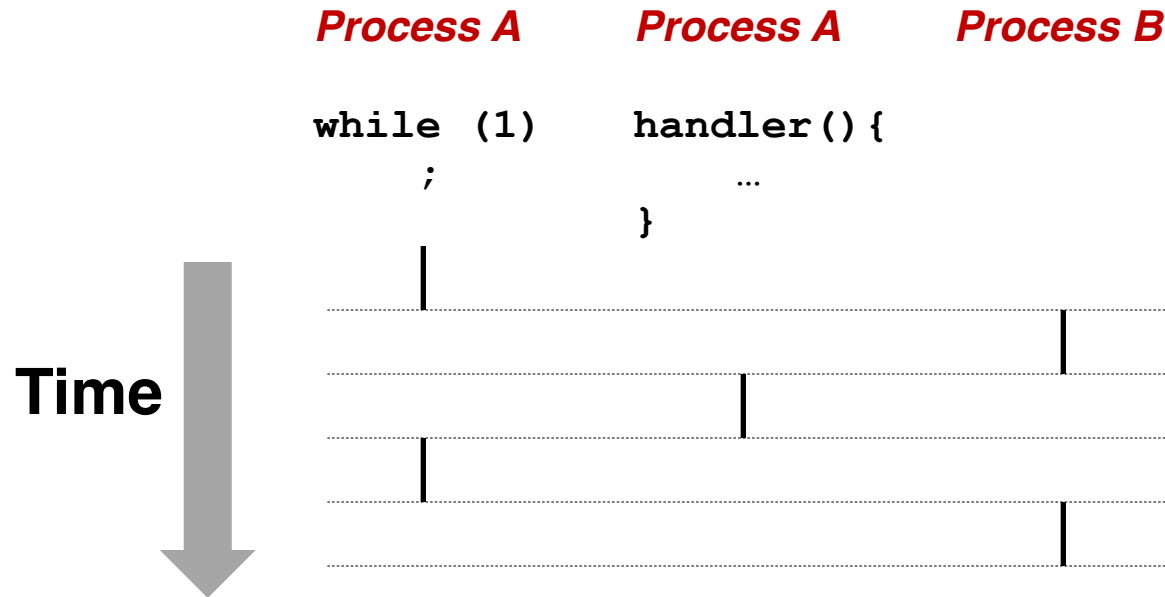 Process A Process A Process B
while (1) handler(){
; …
}
Time